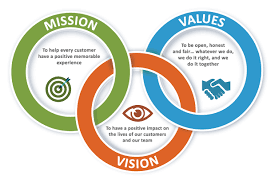 MISSION
To help every customer
have a positive memorable
experience
VALUES
To be open, honest
and fair... whatever we do,
we do it right, and we
do it together
To have a positive impact on
the lives of our customers
and our team
VISION